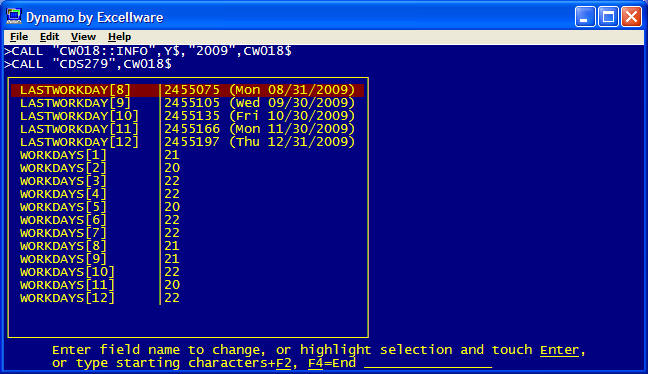 Dynamo by Excellware
File Edit View Help
>CALL "CW018::INFO",Y$,"2009",CW018$
>CALL "CDS279",CW018$
LASTWORKDAY[8] |2455075 (Mon 08/31/2009)
LASTWORKDAY[9] |2455105 (Wed 09/30/2009)
LASTWORKDAY[10] |2455135 (Fri 10/30/2009)
LASTWORKDAY[11] |2455166 (Mon 11/30/2009)
LASTWORKDAY[12] |2455197 (Thu 12/31/2009)
WORKDAYS[1] |21
WORKDAYS[2] |20
WORKDAYS[3] |22
WORKDAYS[4] |22
WORKDAYS[5] |20
WORKDAYS[6] |22
WORKDAYS[7] |22
WORKDAYS[8] |21
WORKDAYS[9] |21
WORKDAYS[10] |22
WORKDAYS[11] |20
WORKDAYS[12] |22
Enter field name to change, or highlight selection and touch Enter,
or type starting characters+F2, F4=End ________________